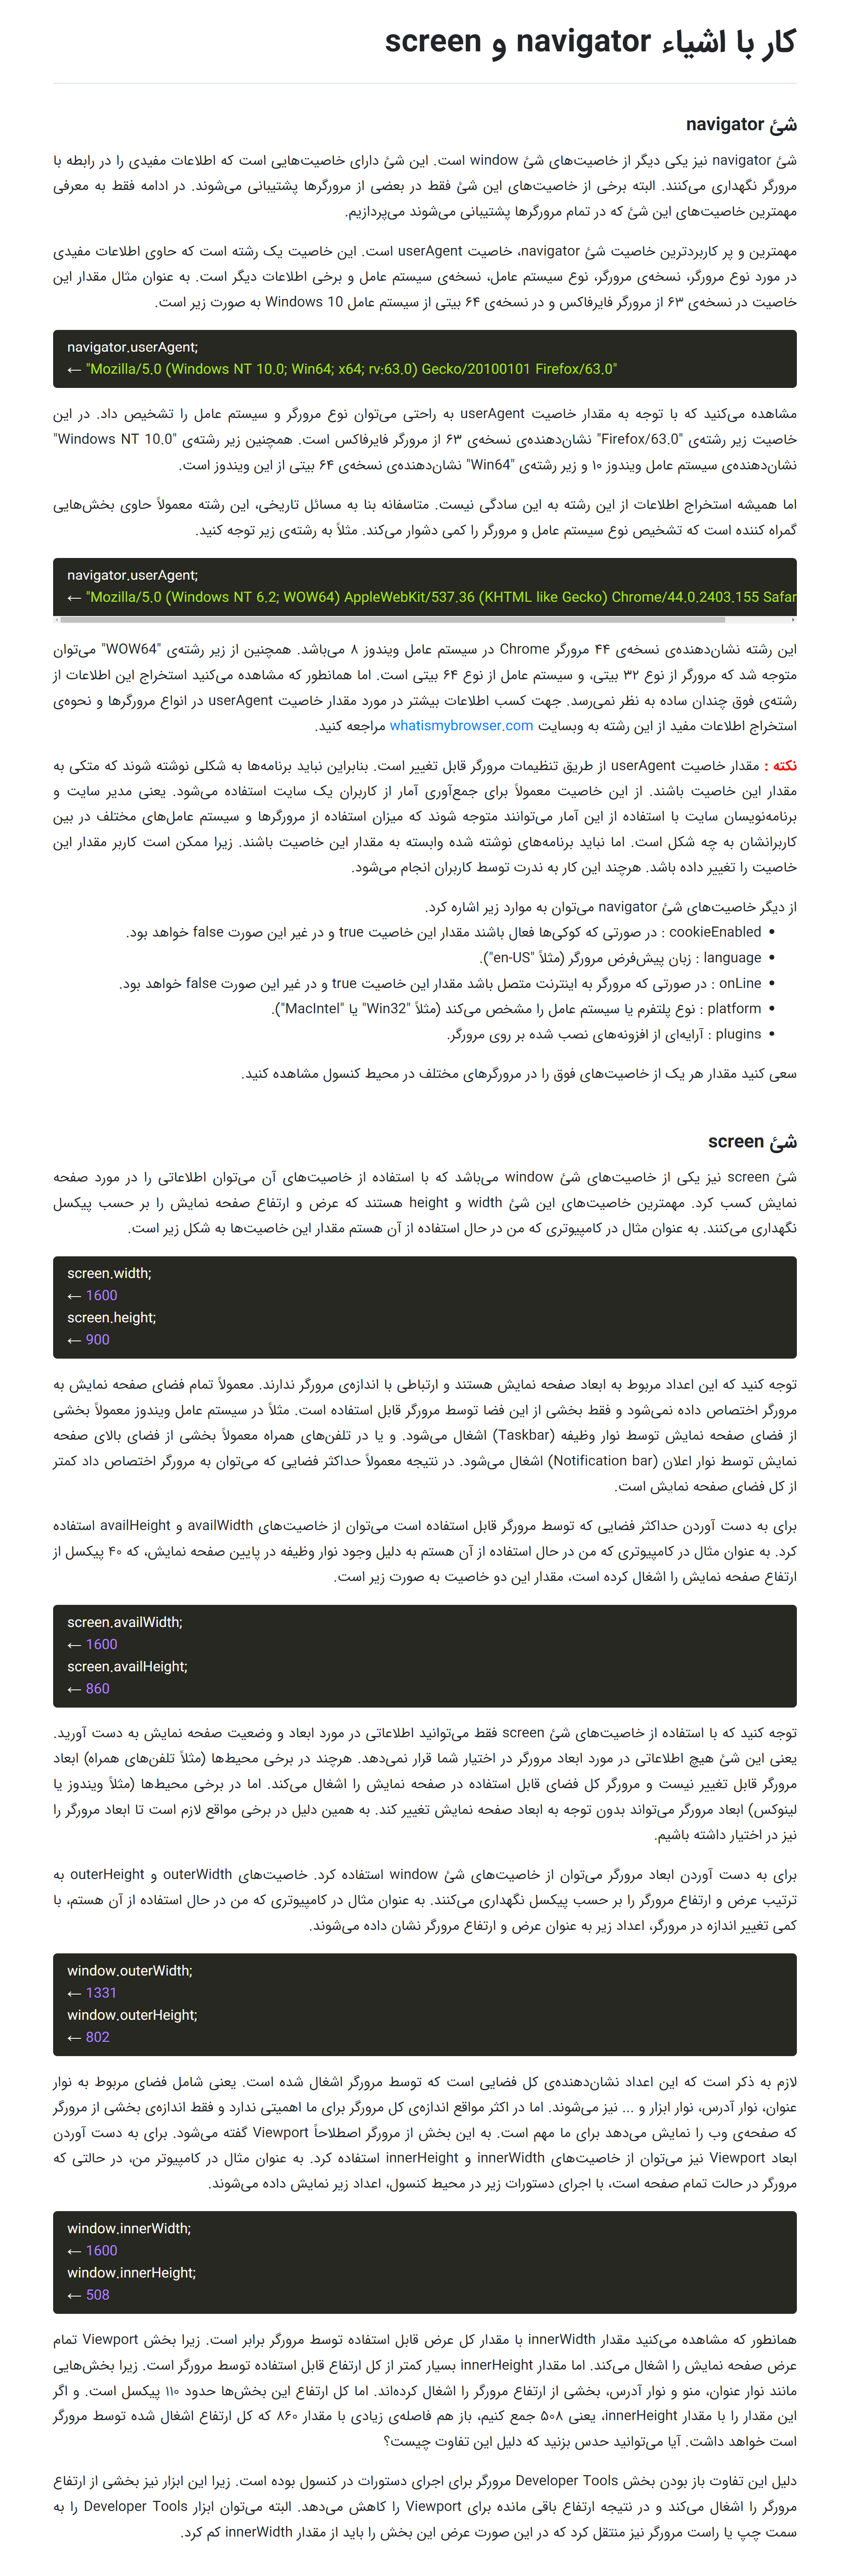 کار با اشیاء navigator و screen
شئ navigator
شئ navigator نیز یکی دیگر از خاصیت‌های شئ window است. این شئ دارای خاصیت‌هایی است که اطلاعات مفیدی را در رابطه با
مرورگر نگهداری می‌کنند. البته برخی از خاصیت‌های این شئ فقط در بعضی از مرورگرها پشتیبانی می‌شوند. در ادامه فقط به معرفی
مهمترین خاصیت‌های این شئ که در تمام مرورگرها پشتیبانی می‌شوند می‌پردازیم.
مهمترین و پر کاربردترین خاصیت شئ navigator، خاصیت userAgent است. این خاصیت یک رشته است که حاوی اطلاعات مفیدی
در مورد نوع مرورگر، نسخه‌ی مرورگر، نوع سیستم عامل، نسخه‌ی سیستم عامل و برخی اطلاعات دیگر است. به عنوان مثال مقدار این
خاصیت در نسخه‌ی ۶۳ از مرورگر فایرفاکس و در نسخه‌ی ۶۴ بیتی از سیستم عامل Windows 10 به صورت زیر است.
navigator.userAgent;
← "Mozilla/5.0 (Windows NT 10.0; Win64; x64; rv:63.0) Gecko/20100101 Firefox/63.0"
مشاهده می‌کنید که با توجه به مقدار خاصیت userAgent به راحتی می‌توان نوع مرورگر و سیستم عامل را تشخیص داد. در این
خاصیت زیر رشته‌ی "Firefox/63.0" نشان‌دهنده‌ی نسخه‌ی ۶۳ از مرورگر فایرفاکس است. همچنین زیر رشته‌ی "Windows NT 10.0"
نشان‌دهنده‌ی سیستم عامل ویندوز ۱۰ و زیر رشته‌ی "Win64" نشان‌دهنده‌ی نسخه‌ی ۶۴ بیتی از این ویندوز است.
اما همیشه استخراج اطلاعات از این رشته به این سادگی نیست. متاسفانه بنا به مسائل تاریخی، این رشته معمولاً حاوی بخش‌هایی
گمراه کننده است که تشخیص نوع سیستم عامل و مرورگر را کمی دشوار می‌کند. مثلاً به رشته‌ی زیر توجه کنید.
navigator.userAgent;
← "Mozilla/5.0 (Windows NT 6.2; WOW64) AppleWebKit/537.36 (KHTML like Gecko) Chrome/44.0.2403.155 Safar
این رشته نشان‌دهنده‌ی نسخه‌ی ۴۴ مرورگر Chrome در سیستم عامل ویندوز ۸ می‌باشد. همچنین از زیر رشته‌ی "WOW64" می‌توان
متوجه شد که مرورگر از نوع ۳۲ بیتی، و سیستم عامل از نوع ۶۴ بیتی است. اما همانطور که مشاهده می‌کنید استخراج این اطلاعات از
رشته‌ی فوق چندان ساده به نظر نمی‌رسد. جهت کسب اطلاعات بیشتر در مورد مقدار خاصیت userAgent در انواع مرورگرها و نحوه‌ی
استخراج اطلاعات مفید از این رشته به وبسایت whatismybrowser.com مراجعه کنید.
نکته : مقدار خاصیت userAgent از طریق تنظیمات مرورگر قابل تغییر است. بنابراین نباید برنامه‌ها به شکلی نوشته شوند که متکی به
مقدار این خاصیت باشند. از این خاصیت معمولاً برای جمع‌آوری آمار از کاربران یک سایت استفاده می‌شود. یعنی مدیر سایت و
برنامه‌نویسان سایت با استفاده از این آمار می‌توانند متوجه شوند که میزان استفاده از مرورگرها و سیستم عامل‌های مختلف در بین
کاربرانشان به چه شکل است. اما نباید برنامه‌های نوشته شده وابسته به مقدار این خاصیت باشند. زیرا ممکن است کاربر مقدار این
خاصیت را تغییر داده باشد. هرچند این کار به ندرت توسط کاربران انجام می‌شود.
از دیگر خاصیت‌های شئ navigator می‌توان به موارد زیر اشاره کرد.
• cookieEnabled : در صورتی که کوکی‌ها فعال باشند مقدار این خاصیت true و در غیر این صورت false خواهد بود.
• language : زبان پیش‌فرض مرورگر (مثلاً "en-US").
• onLine : در صورتی که مرورگر به اینترنت متصل باشد مقدار این خاصیت true و در غیر این صورت false خواهد بود.
• platform : نوع پلتفرم یا سیستم عامل را مشخص می‌کند (مثلاً "Win32" یا "MacIntel").
• plugins : آرایه‌ای از افزونه‌های نصب شده بر روی مرورگر.
سعی کنید مقدار هر یک از خاصیت‌های فوق را در مرورگرهای مختلف در محیط کنسول مشاهده کنید.
شئ screen
شئ screen نیز یکی از خاصیت‌های شئ window می‌باشد که با استفاده از خاصیت‌های آن می‌توان اطلاعاتی را در مورد صفحه
نمایش کسب کرد. مهمترین خاصیت‌های این شئ width و height هستند که عرض و ارتفاع صفحه نمایش را بر حسب پیکسل
نگهداری می‌کنند. به عنوان مثال در کامپیوتری که من در حال استفاده از آن هستم مقدار این خاصیت‌ها به شکل زیر است.
screen.width;
← 1600
screen.height;
← 900
توجه کنید که این اعداد مربوط به ابعاد صفحه نمایش هستند و ارتباطی با اندازه‌ی مرورگر ندارند. معمولاً تمام فضای صفحه نمایش به
مرورگر اختصاص داده نمی‌شود و فقط بخشی از این فضا توسط مرورگر قابل استفاده است. مثلاً در سیستم عامل ویندوز معمولاً بخشی
از فضای صفحه نمایش توسط نوار وظیفه (Taskbar) اشغال می‌شود. و یا در تلفن‌های همراه معمولاً بخشی از فضای بالای صفحه
نمایش توسط نوار اعلان (Notification bar) اشغال می‌شود. در نتیجه معمولاً حداکثر فضایی که می‌توان به مرورگر اختصاص داد کمتر
از کل فضای صفحه نمایش است.
برای به دست آوردن حداکثر فضایی که توسط مرورگر قابل استفاده است می‌توان از خاصیت‌های availWidth و availHeight استفاده
کرد. به عنوان مثال در کامپیوتری که من در حال استفاده از آن هستم به دلیل وجود نوار وظیفه در پایین صفحه نمایش، که ۴۰ پیکسل از
ارتفاع صفحه نمایش را اشغال کرده است، مقدار این دو خاصیت به صورت زیر است.
screen.availWidth;
← 1600
screen.availHeight;
← 860
توجه کنید که با استفاده از خاصیت‌های شئ screen فقط می‌توانید اطلاعاتی در مورد ابعاد و وضعیت صفحه نمایش به دست آورید.
یعنی این شئ هیچ اطلاعاتی در مورد ابعاد مرورگر در اختیار شما قرار نمی‌دهد. هرچند در برخی محیط‌ها (مثلاً تلفن‌های همراه) ابعاد
مرورگر قابل تغییر نیست و مرورگر کل فضای قابل استفاده در صفحه نمایش را اشغال می‌کند. اما در برخی محیط‌ها (مثلاً ویندوز یا
لینوکس) ابعاد مرورگر می‌تواند بدون توجه به ابعاد صفحه نمایش تغییر کند. به همین دلیل در برخی مواقع لازم است تا ابعاد مرورگر را
نیز در اختیار داشته باشیم.
برای به دست آوردن ابعاد مرورگر می‌توان از خاصیت‌های شئ window استفاده کرد. خاصیت‌های outerWidth و outerHeight به
ترتیب عرض و ارتفاع مرورگر را بر حسب پیکسل نگهداری می‌کنند. به عنوان مثال در کامپیوتری که من در حال استفاده از آن هستم، با
کمی تغییر اندازه در مرورگر، اعداد زیر به عنوان عرض و ارتفاع مرورگر نشان داده می‌شوند.
window.outerWidth;
← 1331
window.outerHeight;
← 802
لازم به ذکر است که این اعداد نشان‌دهنده‌ی کل فضایی است که توسط مرورگر اشغال شده است. یعنی شامل فضای مربوط به نوار
عنوان، نوار آدرس، نوار ابزار و ... نیز می‌شوند. اما در اکثر مواقع اندازه‌ی کل مرورگر برای ما اهمیتی ندارد و فقط اندازه‌ی بخشی از مرورگر
که صفحه‌ی وب را نمایش می‌دهد برای ما مهم است. به این بخش از مرورگر اصطلاحاً Viewport گفته می‌شود. برای به دست آوردن
ابعاد Viewport نیز می‌توان از خاصیت‌های innerWidth و innerHeight استفاده کرد. به عنوان مثال در کامپیوتر من، در حالتی که
مرورگر در حالت تمام صفحه است، با اجرای دستورات زیر در محیط کنسول، اعداد زیر نمایش داده می‌شوند.
window.innerWidth;
← 1600
window.innerHeight;
← 508
همانطور که مشاهده می‌کنید مقدار innerWidth با مقدار کل عرض قابل استفاده توسط مرورگر برابر است. زیرا بخش Viewport تمام
عرض صفحه نمایش را اشغال می‌کند. اما مقدار innerHeight بسیار کمتر از کل ارتفاع قابل استفاده توسط مرورگر است. زیرا بخش‌هایی
مانند نوار عنوان، منو و نوار آدرس، بخشی از ارتفاع مرورگر را اشغال کرده‌اند. اما کل ارتفاع این بخش‌ها حدود ۱۱۰ پیکسل است. و اگر
این مقدار را با مقدار innerHeight، یعنی ۵۰۸ جمع کنیم، باز هم فاصله‌ی زیادی با مقدار ۸۶۰ که کل ارتفاع اشغال شده توسط مرورگر
است خواهد داشت. آیا می‌توانید حدس بزنید که دلیل این تفاوت چیست؟
دلیل این تفاوت باز بودن بخش Developer Tools مرورگر برای اجرای دستورات در کنسول بوده است. زیرا این ابزار نیز بخشی از ارتفاع
مرورگر را اشغال می‌کند و در نتیجه ارتفاع باقی مانده برای Viewport را کاهش می‌دهد. البته می‌توان ابزار Developer Tools را به
سمت چپ یا راست مرورگر نیز منتقل کرد که در این صورت عرض این بخش را باید از مقدار innerWidth کم کرد.